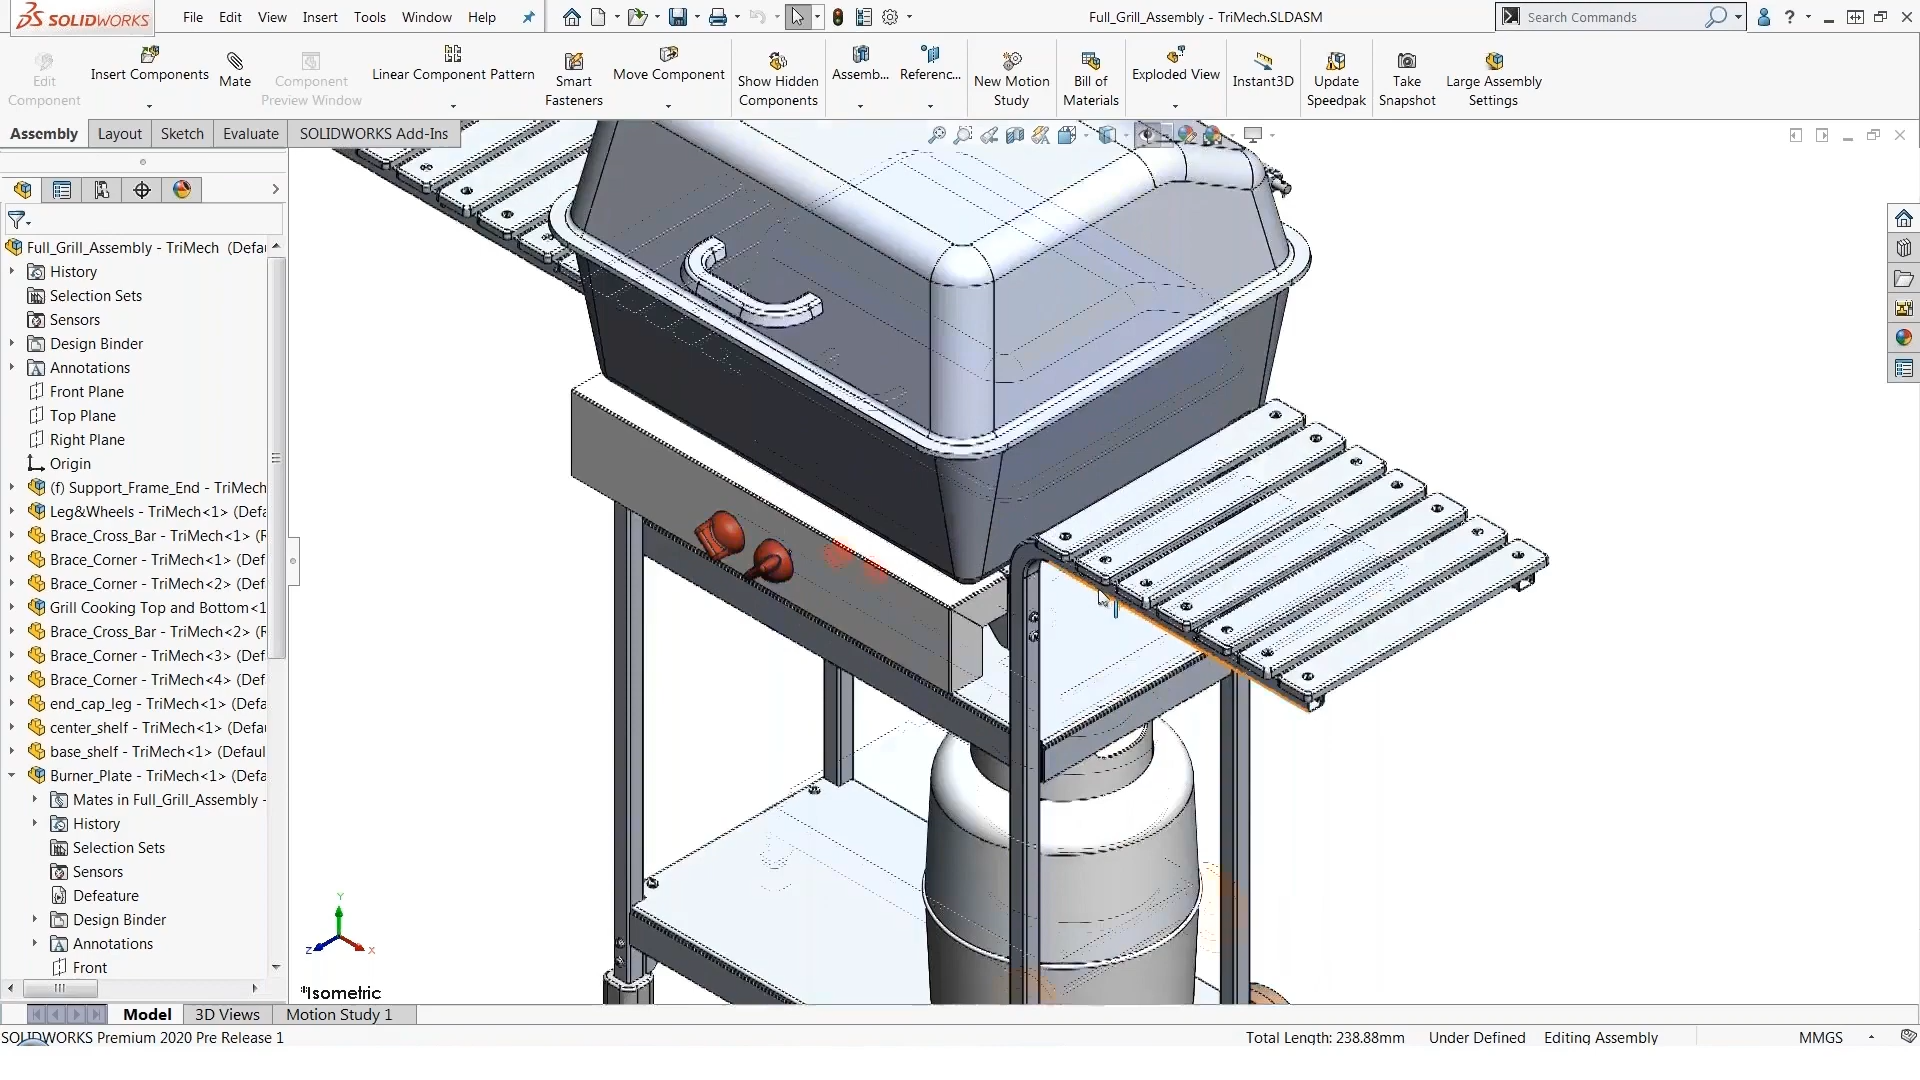 SOLIDWORKS File Edit View Insert Tools Window Help Full_Grill_Assembly - TriMech.SLDASM Search Commands
Edit Component
Insert Components
Mate
Component Preview Window
Linear Component Pattern
Smart Fasteners
Move Component
Show Hidden Components
Assemb...
Referenc...
New Motion Study
Bill of Materials
Exploded View
Instant3D
Update Speedpak
Take Snapshot
Large Assembly Settings
Assembly Layout Sketch Evaluate SOLIDWORKS Add-Ins
Full_Grill_Assembly - TriMech (Defau
History
Selection Sets
Sensors
Design Binder
Annotations
Front Plane
Top Plane
Right Plane
Origin
(f) Support_Frame_End - TriMech
Leg&Wheels - TriMech<1> (Defa
Brace_Cross_Bar - TriMech<1> (F
Brace_Corner - TriMech<1> (Def
Brace_Corner - TriMech<2> (Def
Grill Cooking Top and Bottom<1
Brace_Cross_Bar - TriMech<2> (F
Brace_Corner - TriMech<3> (Def
Brace_Corner - TriMech<4> (Def
end_cap_leg - TriMech<1> (Defa
center_shelf - TriMech<1> (Defau
base_shelf - TriMech<1> (Defaul
Burner_Plate - TriMech<1> (Defa
Mates in Full_Grill_Assembly -
History
Selection Sets
Sensors
Defeature
Design Binder
Annotations
Front
Y
Z
X
*Isometric
Model 3D Views Motion Study 1
SOLIDWORKS Premium 2020 Pre Release 1 Total Length: 238.88mm Under Defined Editing Assembly MMGS